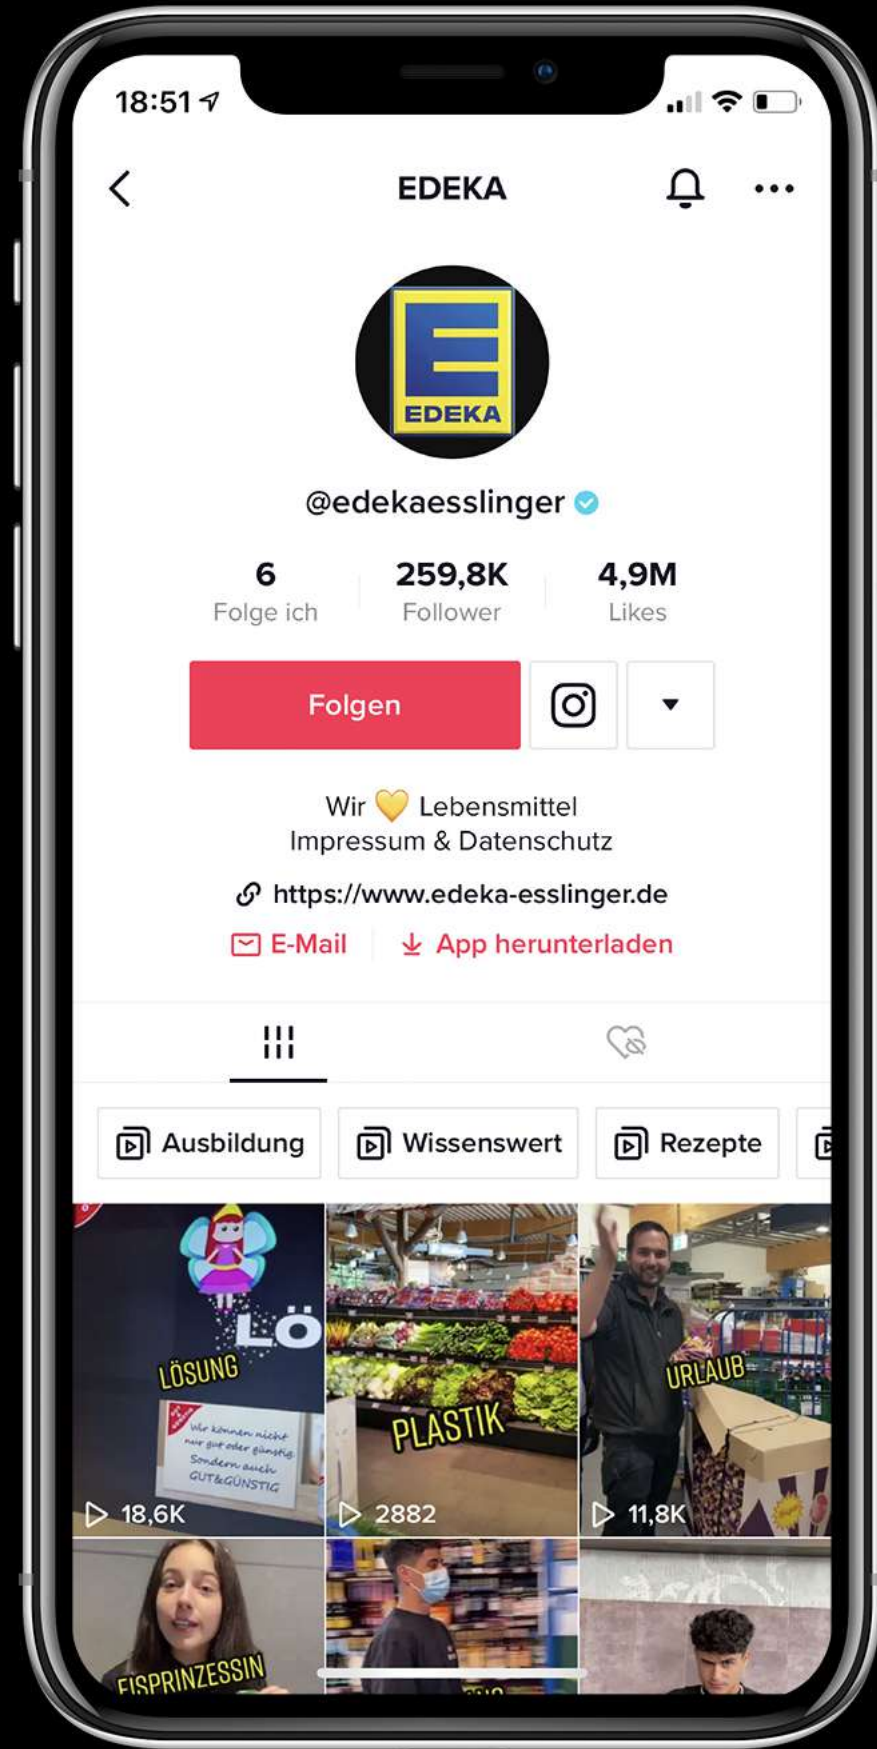 18:51
EDEKA
EDEKA
@edekaesslinger
6 259,8K 4,9M
Folge ich Follower Likes
Folgen
Wir 💛 Lebensmittel
Impressum & Datenschutz
https://www.edeka-esslinger.de
E-Mail App herunterladen
Ausbildung Wissenswert Rezepte
LÖ
LÖSUNG
Wir können nicht
nur gut oder günstig.
Sondern auch
GUT&GÜNSTIG
18,6K
PLASTIK
2882
URLAUB
11,8K
EISPRINZESSIN